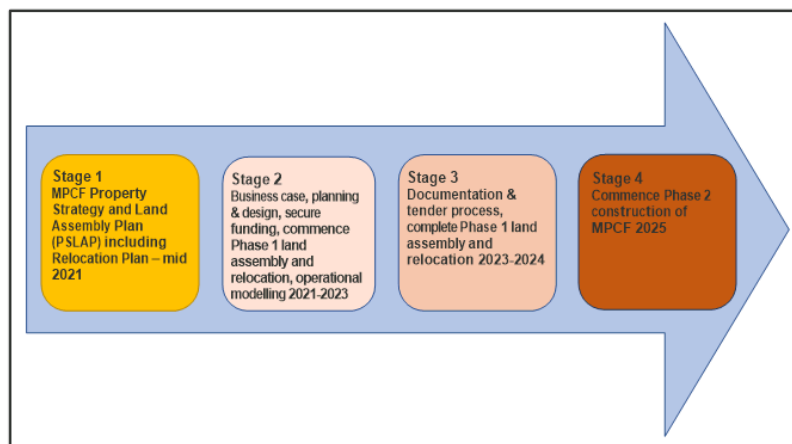 Stage 1
MPCF Property
Strategy and Land
Assembly Plan
(PSLAP) including
Relocation Plan – mid
2021
Stage 2
Business case, planning
& design, secure
funding, commence
Phase 1 land
assembly and
relocation, operational
modelling 2021-2023
Stage 3
Documentation &
tender process,
complete Phase 1 land
assembly and
relocation 2023-2024
Stage 4
Commence Phase 2
construction of
MPCF 2025